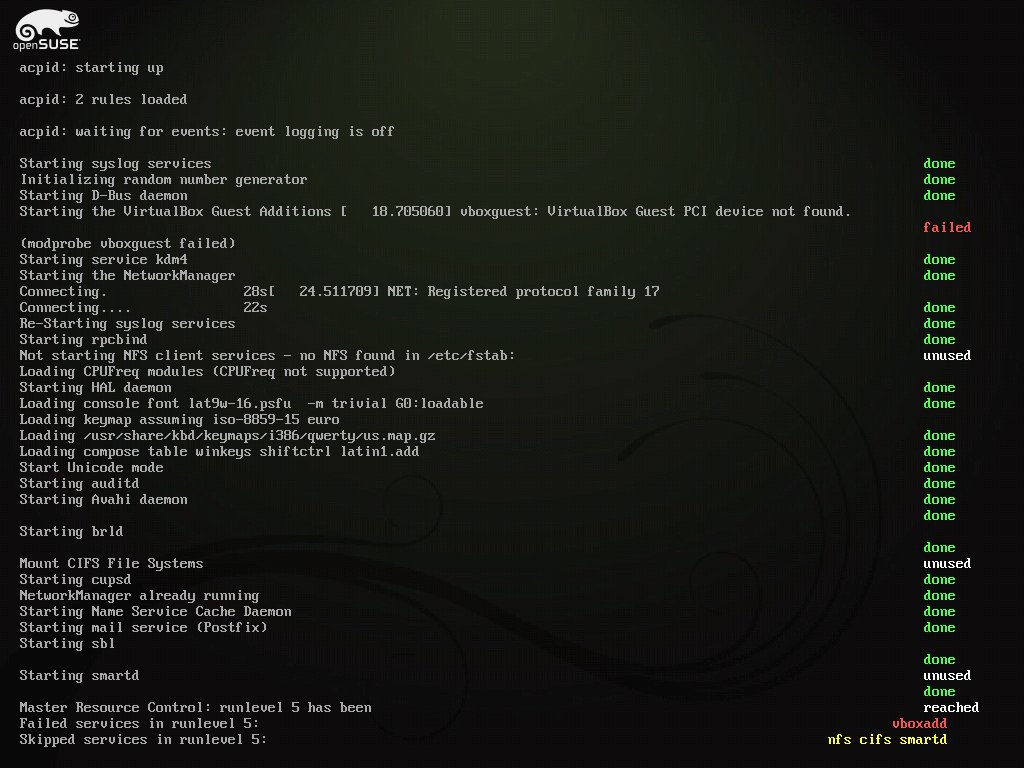 openSUSE
acpid: starting up
acpid: 2 rules loaded
acpid: waiting for events: event logging is off
Starting syslog services done
Initializing random number generator done
Starting D-Bus daemon done
Starting the VirtualBox Guest Additions [   18.705060] vboxguest: VirtualBox Guest PCI device not found.
failed
(modprobe vboxguest failed)
Starting service kdm4 done
Starting the NetworkManager done
Connecting. 28s[   24.511709] NET: Registered protocol family 17
Connecting.... 22s done
Re-Starting syslog services done
Starting rpcbind done
Not starting NFS client services - no NFS found in /etc/fstab: unused
Loading CPUFreq modules (CPUFreq not supported)
Starting HAL daemon done
Loading console font lat9w-16.psfu  -m trivial G0:loadable done
Loading keymap assuming iso-8859-15 euro
Loading /usr/share/kbd/keymaps/i386/qwerty/us.map.gz done
Loading compose table winkeys shiftctrl latin1.add done
Start Unicode mode done
Starting auditd done
Starting Avahi daemon done
done
Starting brld
done
Mount CIFS File Systems unused
Starting cupsd done
NetworkManager already running done
Starting Name Service Cache Daemon done
Starting mail service (Postfix) done
Starting sbl
done
Starting smartd unused
done
Master Resource Control: runlevel 5 has been reached
Failed services in runlevel 5: vboxadd
Skipped services in runlevel 5: nfs cifs smartd